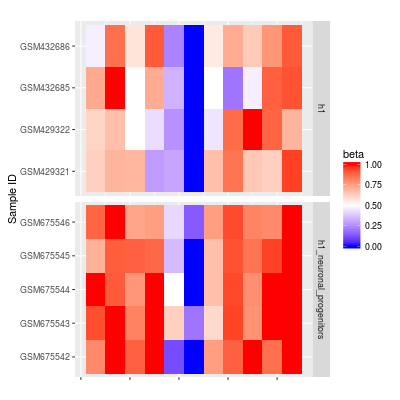 GSM432686
GSM432685
GSM429322
GSM429321
h1
GSM675546
GSM675545
GSM675544
GSM675543
GSM675542
h1_neuronal_progenitors
Sample ID
beta
1.00
0.75
0.50
0.25
0.00